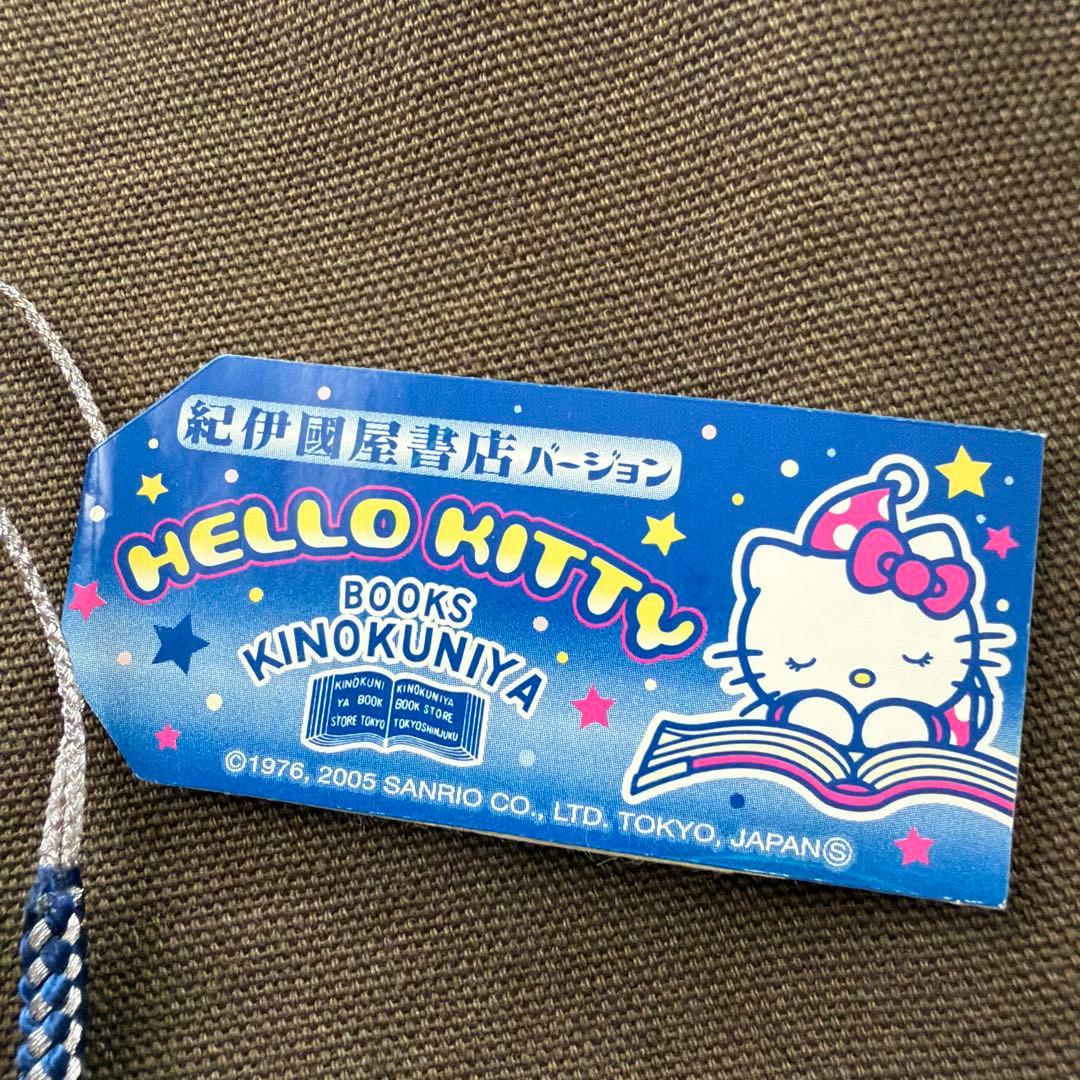 紀伊國屋書店バージョン
HELLO KITTY
BOOKS
KINOKUNIYA
KINOKUNI
YA BOOK
STORE TOKYO
KINOKUNIYA
BOOK STORE
TOKYOSHINJUKU
©1976, 2005 SANRIO CO., LTD. TOKYO, JAPANⓈ